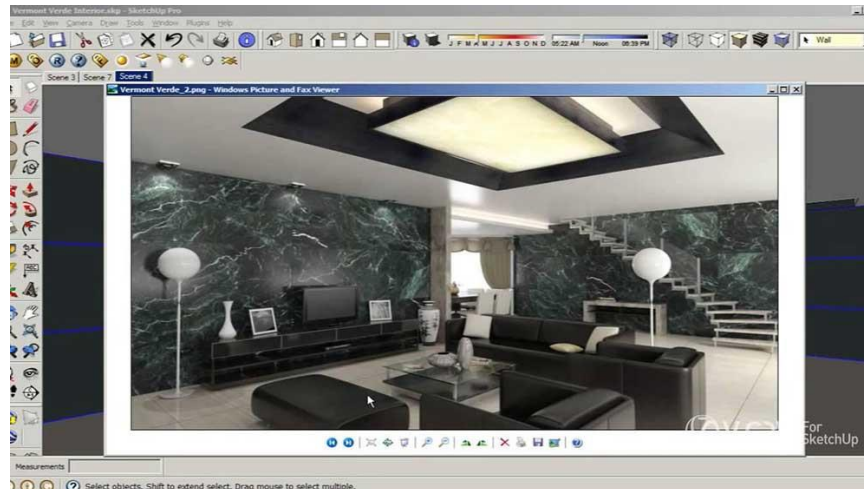 Vermont Verde Interior.skp - SketchUp Pro
Edit View Camera Draw Tools Window Plugins Help
J F M A M J J A S O N D 05:22 AM Noon 06:39 PM Wall
Scene 3 Scene 7 Scene 4
Vermont Verde_2.png - Windows Picture and Fax Viewer
For
SketchUp
Measurements
Select objects. Shift to extend select. Drag mouse to select multiple.